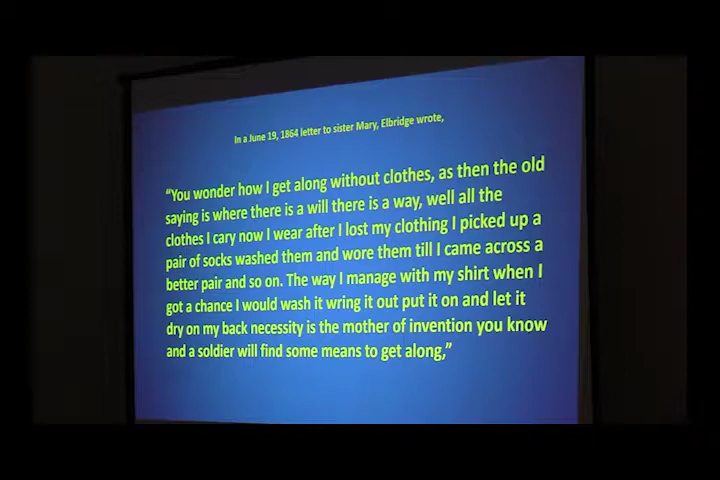 In a June 19, 1864 letter to sister Mary, Elbridge wrote,
“You wonder how I get along without clothes, as then the old
saying is where there is a will there is a way, well all the
clothes I cary now I wear after I lost my clothing I picked up a
pair of socks washed them and wore them till I came across a
better pair and so on. The way I manage with my shirt when I
got a chance I would wash it wring it out put it on and let it
dry on my back necessity is the mother of invention you know
and a soldier will find some means to get along,”